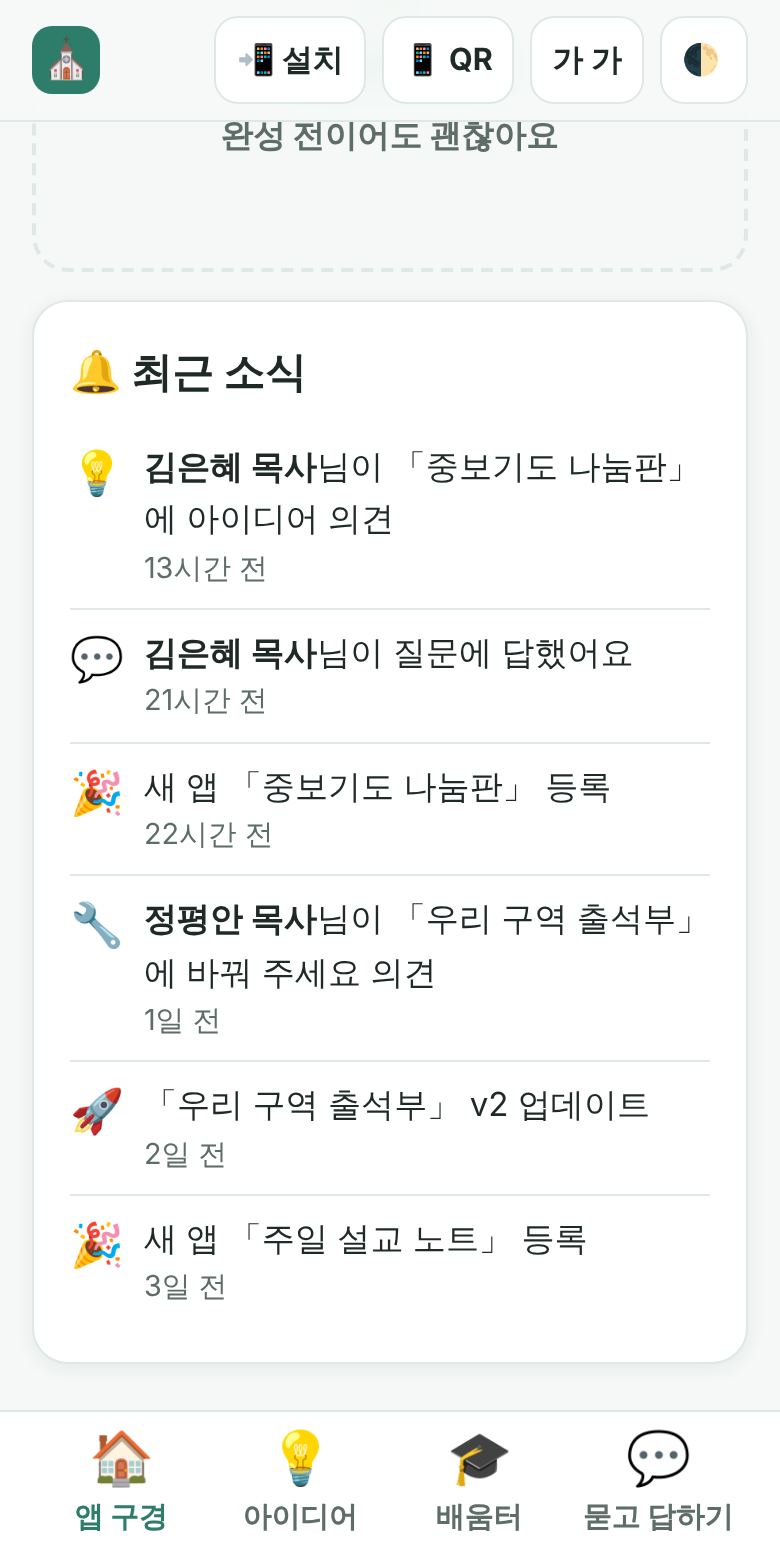 설치
QR
가 가
완성 전이어도 괜찮아요
최근 소식
김은혜 목사님이 「중보기도 나눔판」
에 아이디어 의견
13시간 전
김은혜 목사님이 질문에 답했어요
21시간 전
새 앱 「중보기도 나눔판」 등록
22시간 전
정평안 목사님이 「우리 구역 출석부」
에 바꿔 주세요 의견
1일 전
「우리 구역 출석부」 v2 업데이트
2일 전
새 앱 「주일 설교 노트」 등록
3일 전
앱 구경
아이디어
배움터
묻고 답하기